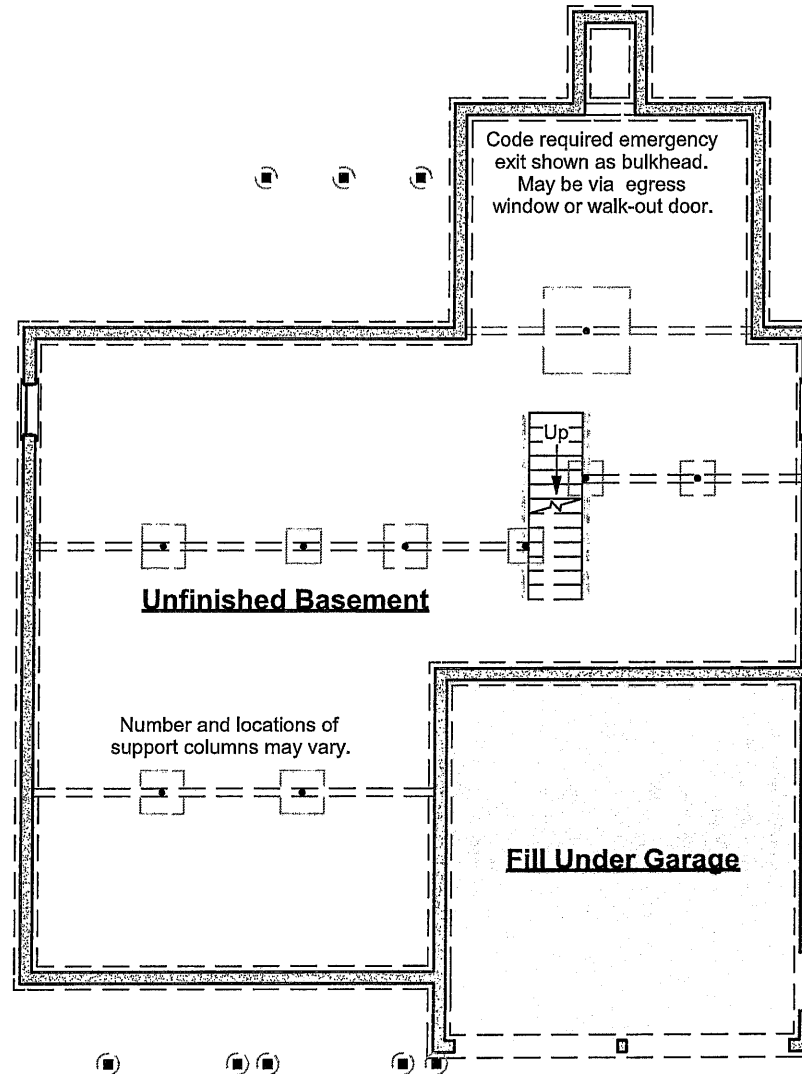 Code required emergency
exit shown as bulkhead.
May be via egress
window or walk-out door.
Up
Unfinished Basement
Number and locations of
support columns may vary.
Fill Under Garage